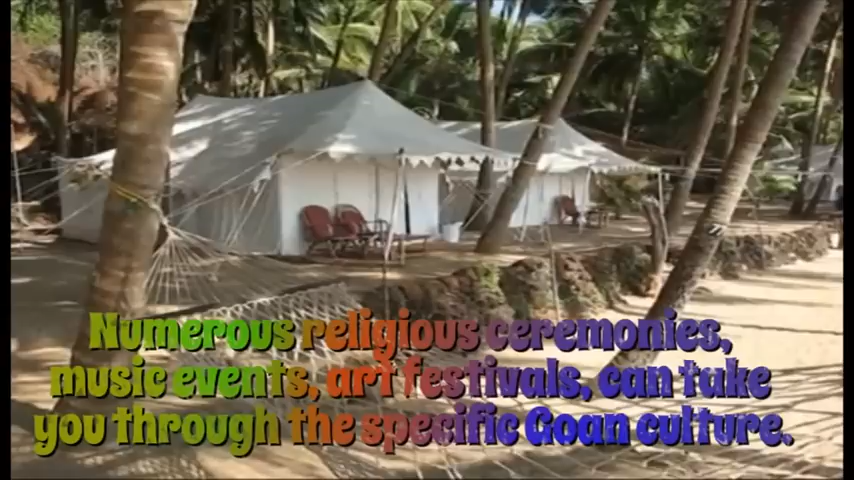 Numerous religious ceremonies,
music events, art festivals, can take
you through the specific Goan culture.